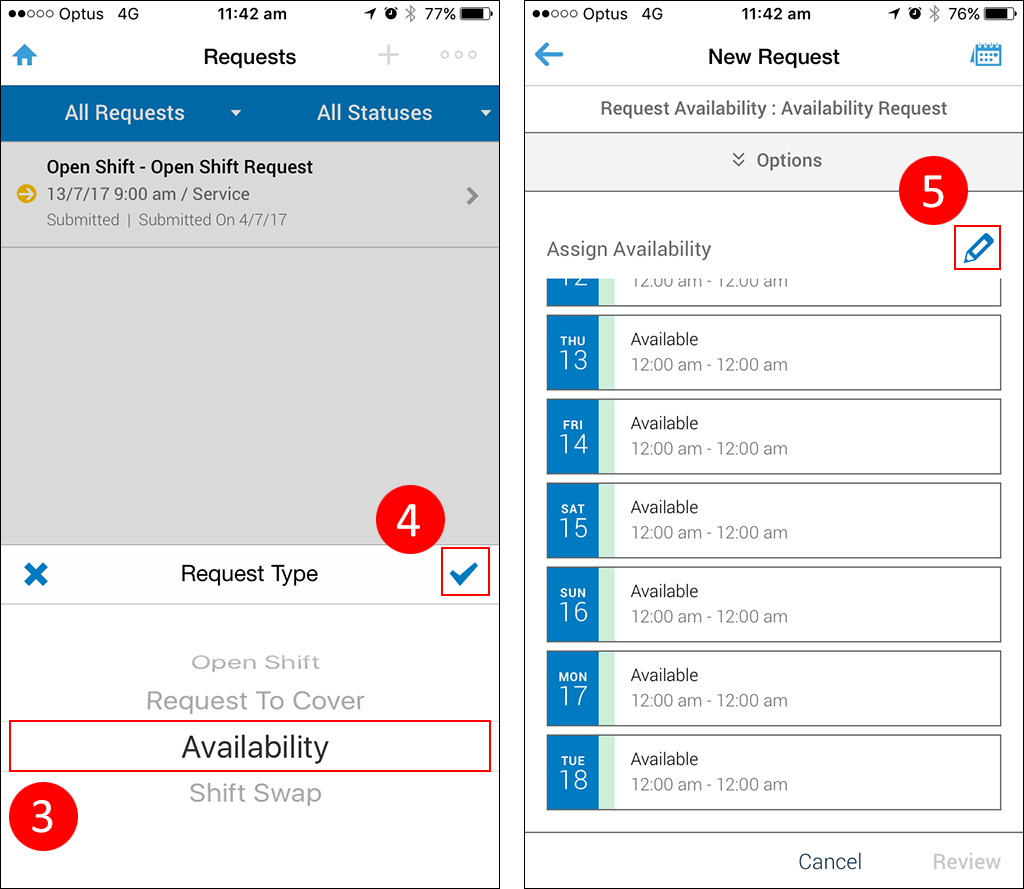 Optus 4G 11:42 am 77%
Requests
All Requests All Statuses
Open Shift - Open Shift Request
13/7/17 9:00 am / Service
Submitted | Submitted On 4/7/17
4
Request Type
Open Shift
Request To Cover
Availability
Shift Swap
3
Optus 4G 11:42 am 76%
New Request
Request Availability : Availability Request
Options
5
Assign Availability
12 12:00 am - 12:00 am
THU 13 Available
12:00 am - 12:00 am
FRI 14 Available
12:00 am - 12:00 am
SAT 15 Available
12:00 am - 12:00 am
SUN 16 Available
12:00 am - 12:00 am
MON 17 Available
12:00 am - 12:00 am
TUE 18 Available
12:00 am - 12:00 am
Cancel Review